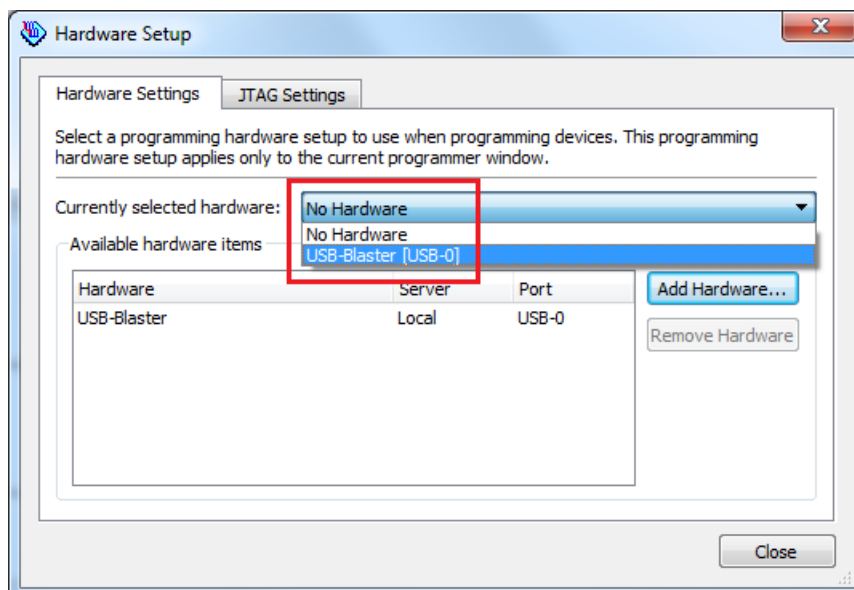 Hardware Setup
Hardware Settings
JTAG Settings
Select a programming hardware setup to use when programming devices. This programming
hardware setup applies only to the current programmer window.
Currently selected hardware:
No Hardware
No Hardware
USB-Blaster [USB-0]
Available hardware items
Hardware Server Port
USB-Blaster Local USB-0
Add Hardware...
Remove Hardware
Close